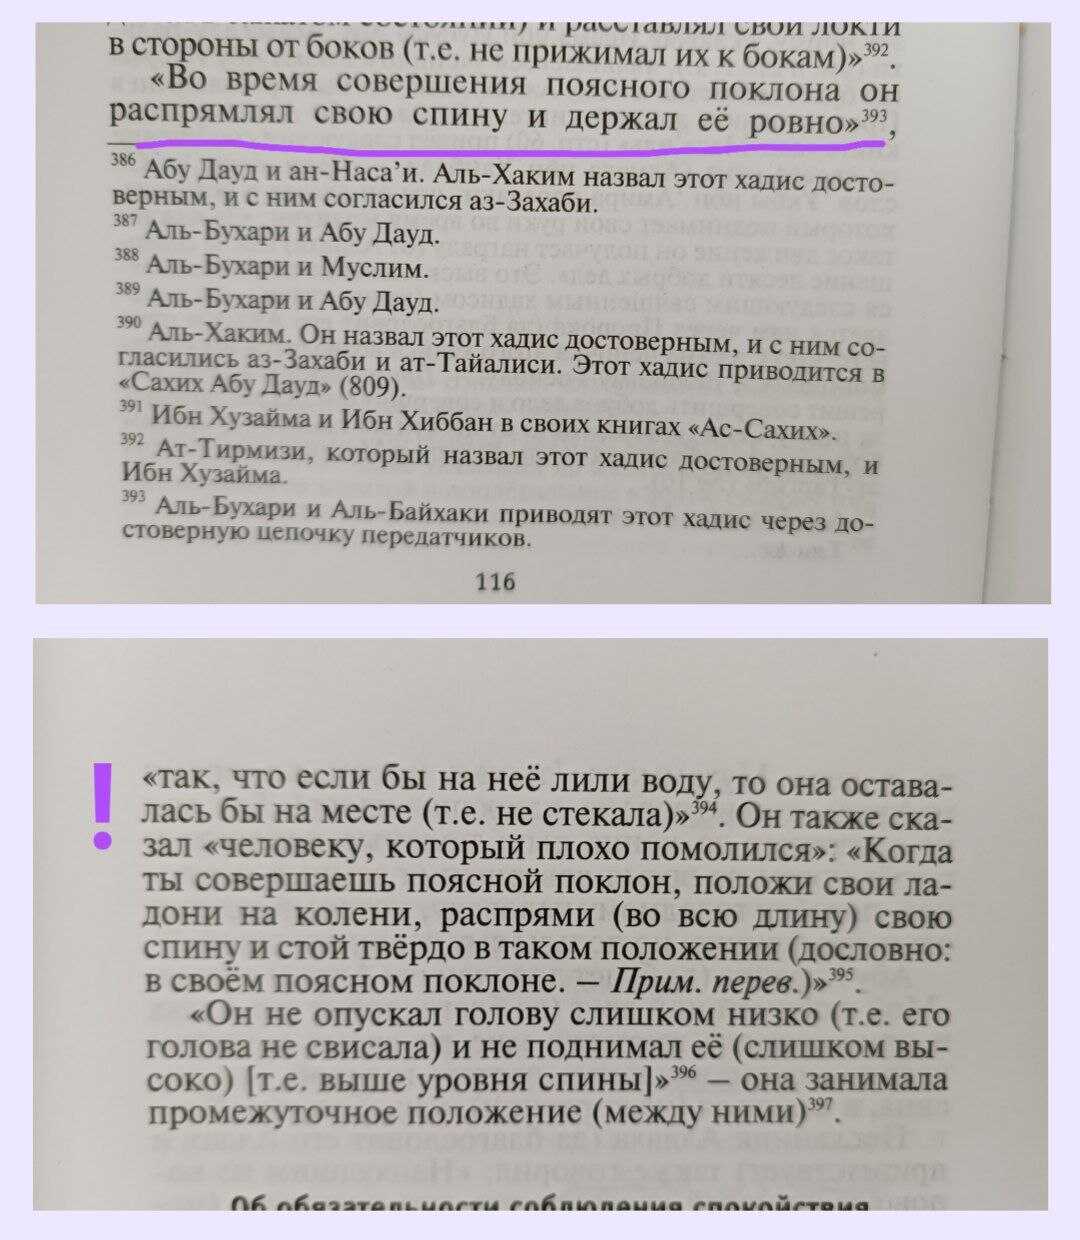 и расставлял свои локти
в стороны от боков (т.е. не прижимал их к бокам)»392.
«Во время совершения поясного поклона он
распрямлял свою спину и держал её ровно»393,
386 Абу Дауд и ан-Наса'и. Аль-Хаким назвал этот хадис досто-
верным, и с ним согласился аз-Захаби.
387 Аль-Бухари и Абу Дауд.
388 Аль-Бухари и Муслим.
389 Аль-Бухари и Абу Дауд.
390 Аль-Хаким. Он назвал этот хадис достоверным, и с ним со-
гласились аз-Захаби и ат-Тайалиси. Этот хадис приводится в
«Сахих Абу Дауд» (809).
391 Ибн Хузайма и Ибн Хиббан в своих книгах «Ас-Сахих».
392 Ат-Тирмизи, который назвал этот хадис достоверным, и
Ибн Хузайма.
393 Аль-Бухари и Аль-Байхаки приводят этот хадис через до-
стоверную цепочку передатчиков.
116
! «так, что если бы на неё лили воду, то она остава-
лась бы на месте (т.е. не стекала)»394. Он также ска-
зал «человеку, который плохо помолился»: «Когда
ты совершаешь поясной поклон, положи свои ла-
дони на колени, распрями (во всю длину) свою
спину и стой твёрдо в таком положении (дословно:
в своём поясном поклоне. – Прим. перев.)»395.
«Он не опускал голову слишком низко (т.е. его
голова не свисала) и не поднимал её (слишком вы-
соко) [т.е. выше уровня спины]»396 – она занимала
промежуточное положение (между ними)397.
Об обязательности соблюдения спокойствия